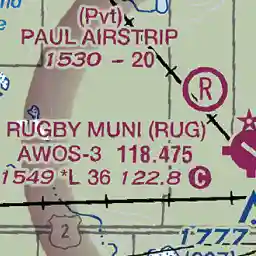 (Pvt)
PAUL AIRSTRIP
1530 - 20
R
RUGBY MUNI (RUG)
AWOS-3 118.475
1549 *L 36 122.8 C
2
1777